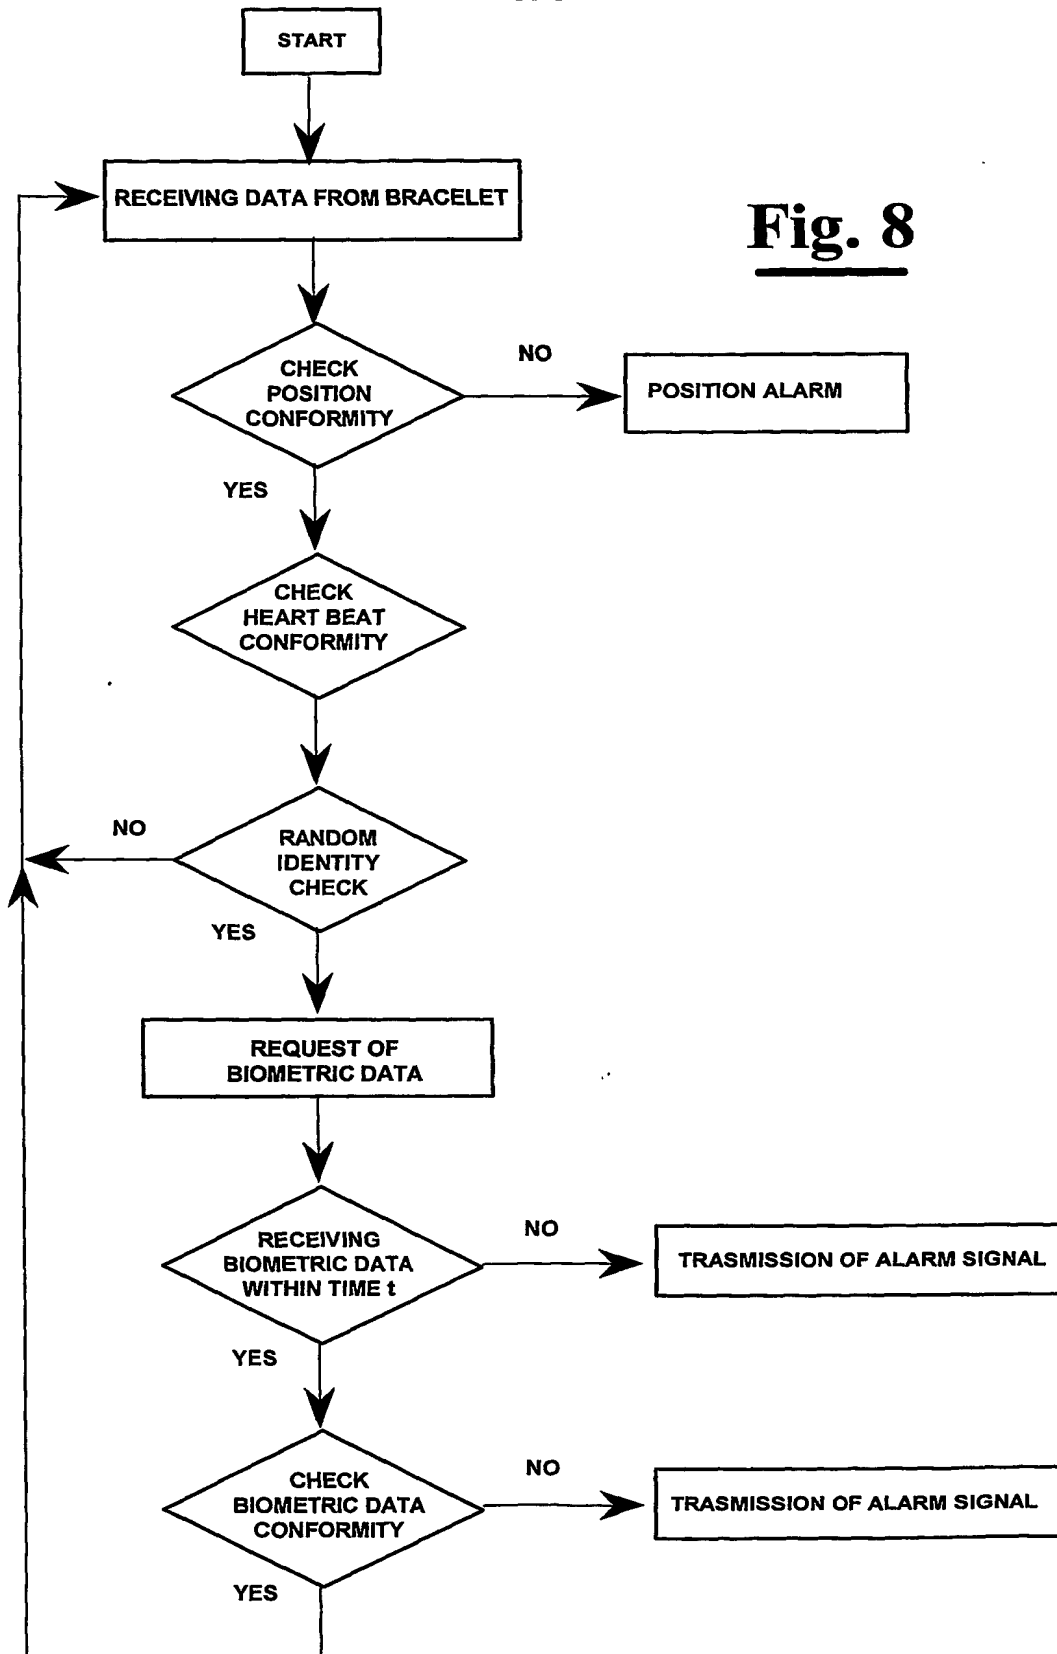 START
RECEIVING DATA FROM BRACELET
Fig. 8
CHECK
POSITION
CONFORMITY
NO
POSITION ALARM
YES
CHECK
HEART BEAT
CONFORMITY
NO
RANDOM
IDENTITY
CHECK
YES
REQUEST OF
BIOMETRIC DATA
RECEIVING
BIOMETRIC DATA
WITHIN TIME t
NO
TRASMISSION OF ALARM SIGNAL
YES
CHECK
BIOMETRIC DATA
CONFORMITY
NO
TRASMISSION OF ALARM SIGNAL
YES